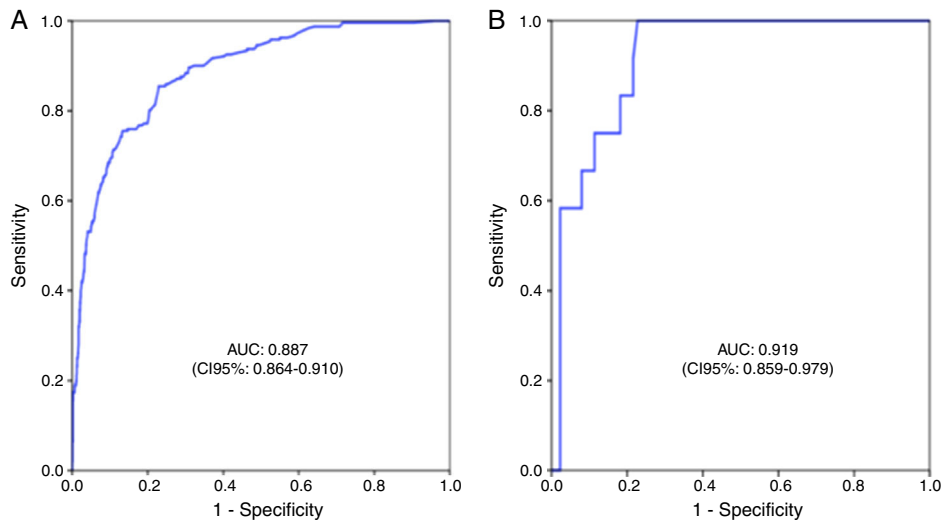 A
1.0
0.8
0.6
0.4
0.2
0.0
Sensitivity
AUC: 0.887
(CI95%: 0.864-0.910)
0.0 0.2 0.4 0.6 0.8 1.0
1 - Specificity
B
1.0
0.8
0.6
0.4
0.2
0.0
Sensitivity
AUC: 0.919
(CI95%: 0.859-0.979)
0.0 0.2 0.4 0.6 0.8 1.0
1 - Specificity